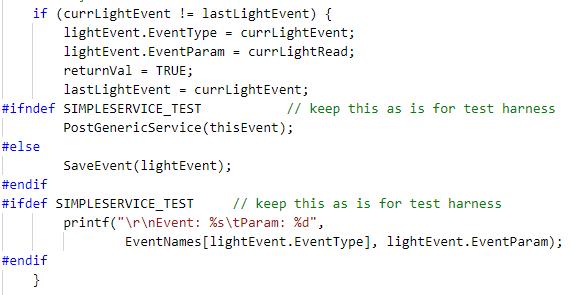 if (currLightEvent != lastLightEvent) {
lightEvent.EventType = currLightEvent;
lightEvent.EventParam = currLightRead;
returnVal = TRUE;
lastLightEvent = currLightEvent;
#ifndef SIMPLESERVICE_TEST // keep this as is for test harness
PostGenericService(thisEvent);
#else
SaveEvent(lightEvent);
#endif
#ifdef SIMPLESERVICE_TEST // keep this as is for test harness
printf("\r\nEvent: %s\tParam: %d",
EventNames[lightEvent.EventType], lightEvent.EventParam);
#endif
}